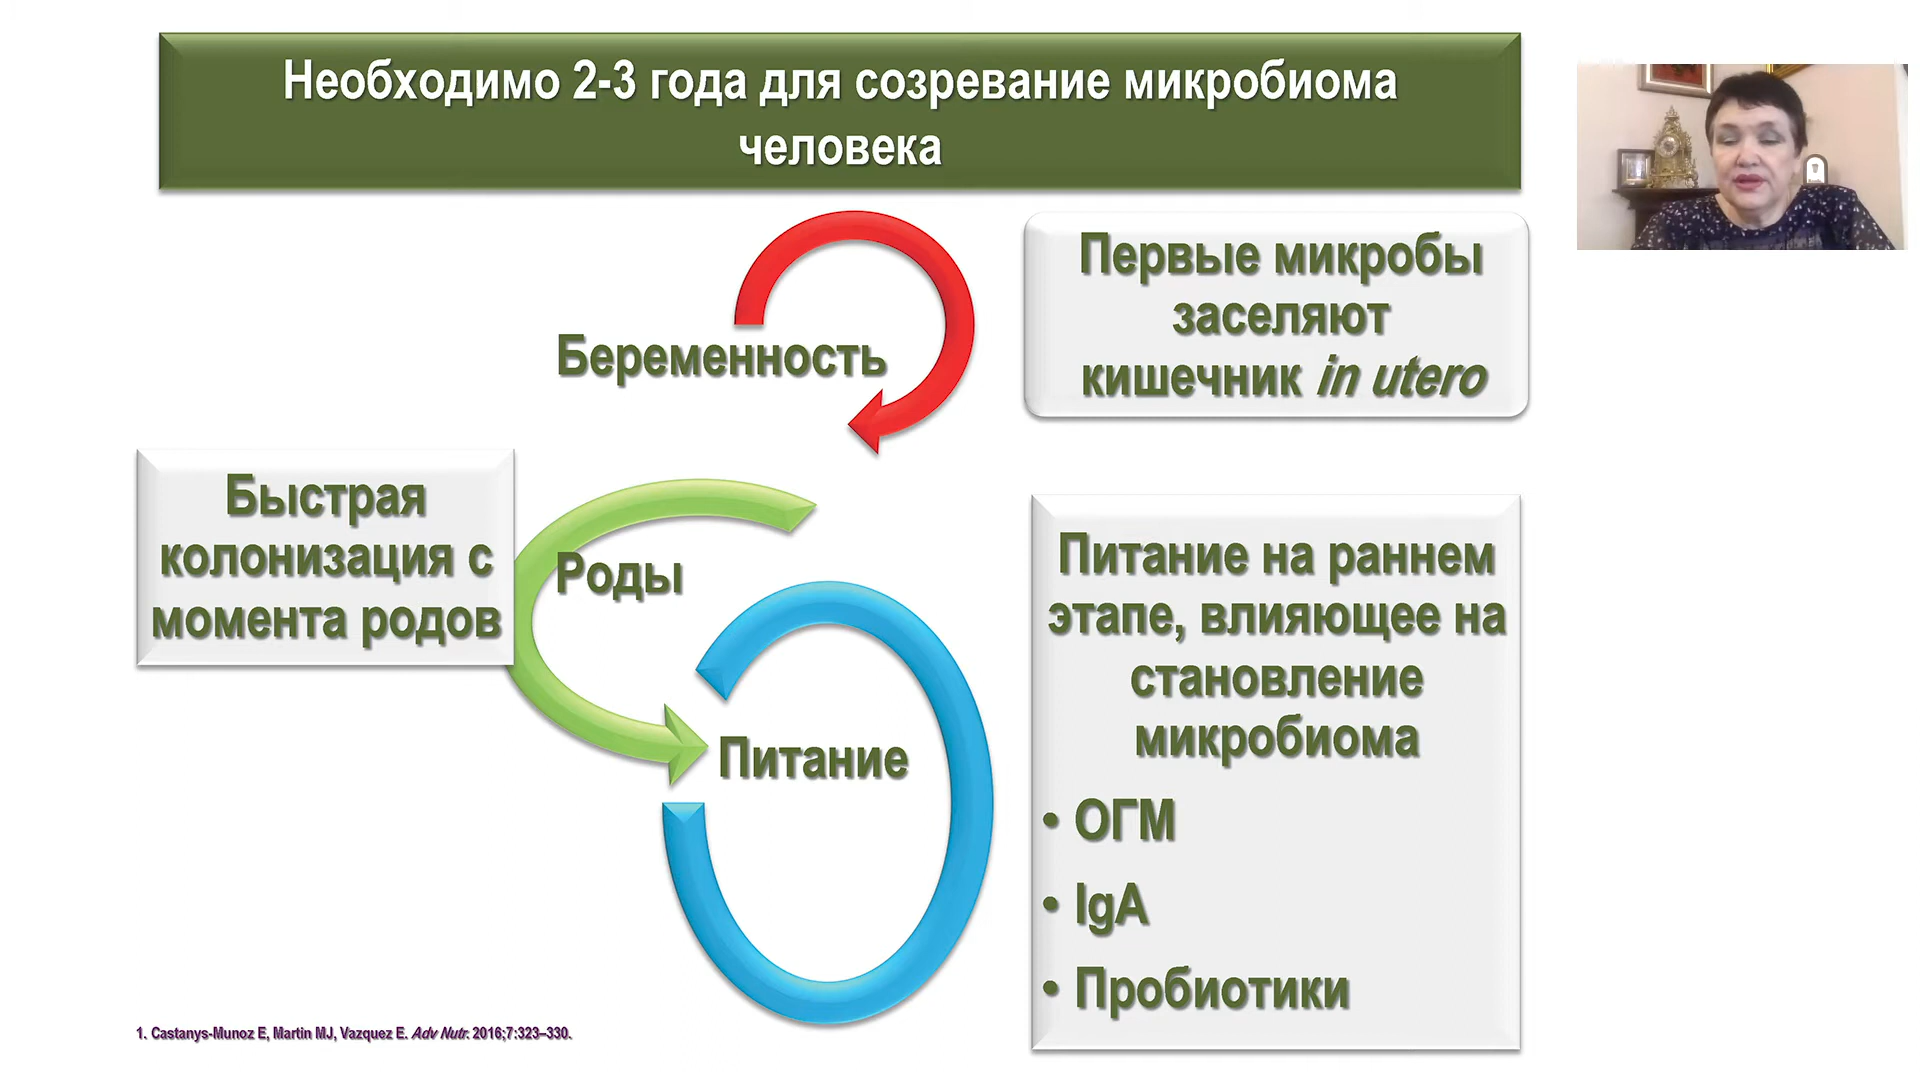 Необходимо 2-3 года для созревание микробиома
человека
Беременность
Первые микробы
заселяют
кишечник in utero
Быстрая
колонизация с
момента родов
Роды
Питание
Питание на раннем
этапе, влияющее на
становление
микробиома
• ОГМ
• IgA
• Пробиотики
1. Castanys-Munoz E, Martin MJ, Vazquez E. Adv Nutr. 2016;7:323–330.